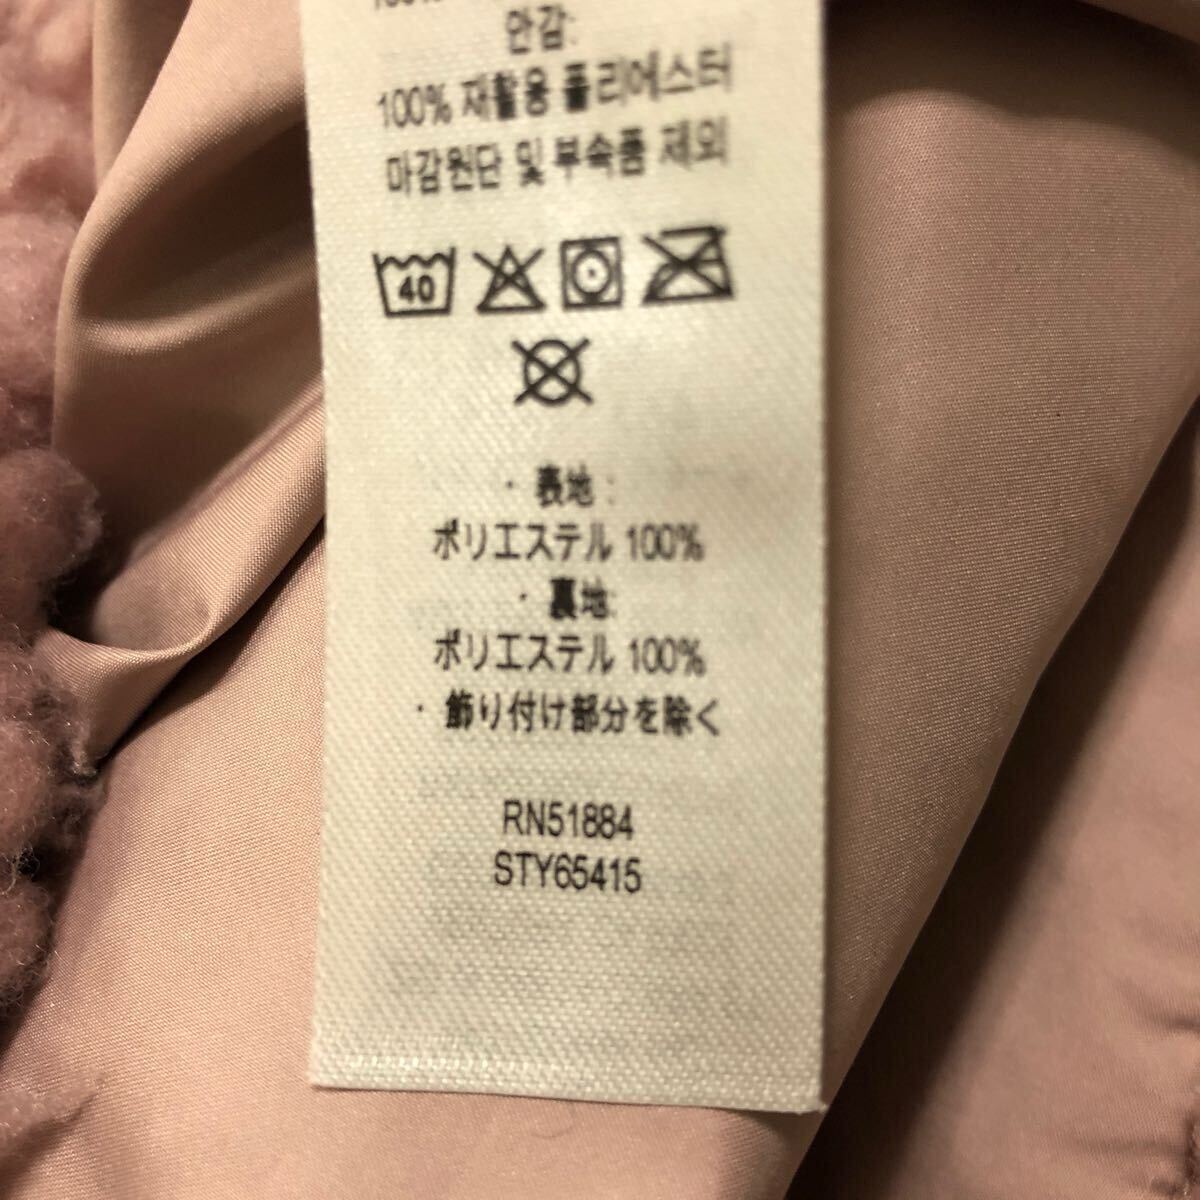 안감:
100% 재활용 폴리에스터
마감원단 및 부속품 제외
40
・表地:
ポリエステル 100%
・裏地:
ポリエステル 100%
・飾り付け部分を除く
RN51884
STY65415